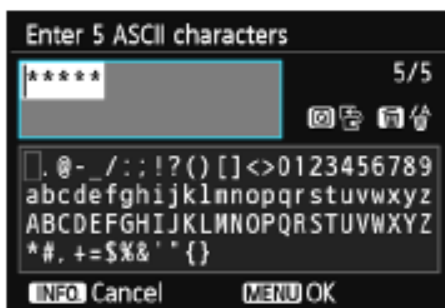 Enter 5 ASCII characters
*****
5/5
.@-_/:;!?()[]<>0123456789
abcdefghijklmnopqrstuvwxyz
ABCDEFGHIJKLMNOPQRSTUVWXYZ
*#,+=$%&'"{}
INFO. Cancel
MENU OK